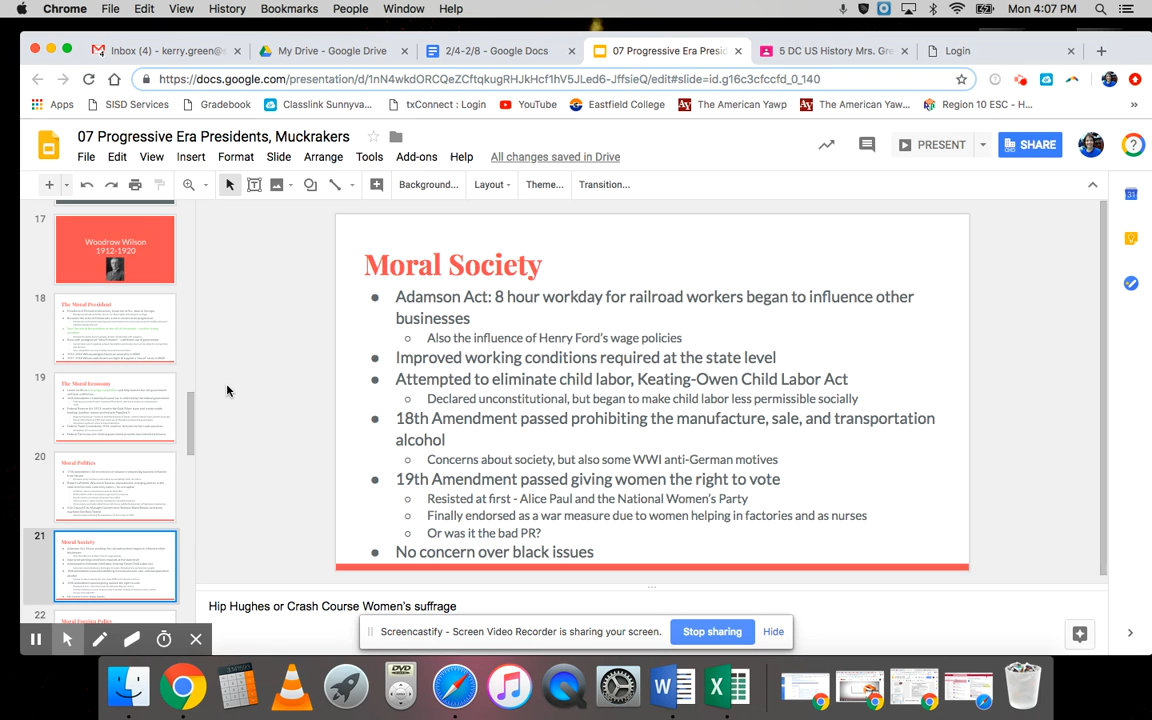 Chrome File Edit View History Bookmarks People Window Help Mon 4:07 PM
Inbox (4) - kerry.green@s
My Drive - Google Drive
2/4-2/8 - Google Docs
07 Progressive Era Presid
5 DC US History Mrs. Gr
Login
https://docs.google.com/presentation/d/1nN4wkdORCQeZCftqkugRHJkHcf1hV5JLed6-JffsieQ/edit#slide=id.g16c3cfccfd_0_140
Apps SISD Services Gradebook Classlink Sunnyva... txConnect : Login YouTube Eastfield College The American Yawp The American Yaw... Region 10 ESC - H...
07 Progressive Era Presidents, Muckrakers
File Edit View Insert Format Slide Arrange Tools Add-ons Help All changes saved in Drive
PRESENT
SHARE
Background... Layout Theme... Transition...
17
Woodrow Wilson
1912-1920
18
The Moral President
19
The Moral Economy
20
Moral Politics
21
Moral Society
22
Moral Foreign Policy
Moral Society
Adamson Act: 8 hour workday for railroad workers began to influence other
businesses
Also the influence of Henry Ford's wage policies
Improved working conditions required at the state level
Attempted to eliminate child labor, Keating-Owen Child Labor Act
Declared unconstitutional, but began to make child labor less permissible socially
18th Amendment passed prohibiting the manufacture, sale, and transportation
alcohol
Concerns about society, but also some WWI anti-German motives
19th Amendment passed giving women the right to vote
Resisted at first - Alice Paul and the National Women's Party
Finally endorsed as a war measure due to women helping in factories and as nurses
Or was it the bad PR?
No concern over black issues
Hip Hughes or Crash Course Women's suffrage
Screencastify - Screen Video Recorder is sharing your screen. Stop sharing Hide
31
DVD